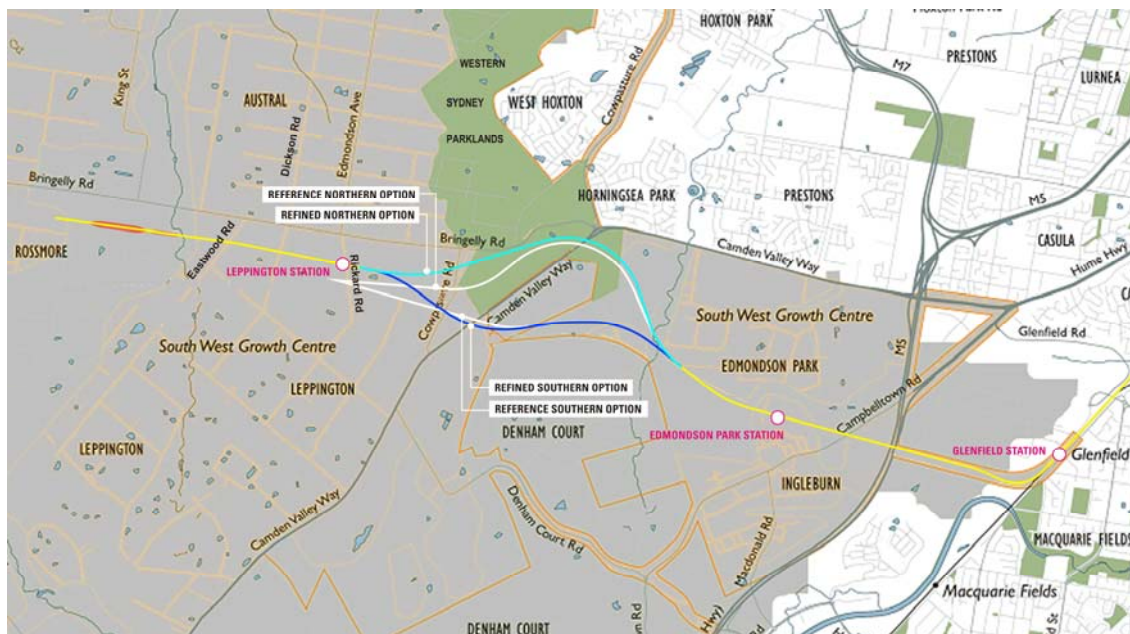 HOXTON PARK
PRESTONS
M7
LURNEA
WESTERN
SYDNEY
PARKLANDS
WEST HOXTON
Cowpasture Rd
King St
AUSTRAL
Edmondson Ave
Dickson Rd
Bringelly Rd
REFERENCE NORTHERN OPTION
REFINED NORTHERN OPTION
HORNINGSEA PARK
PRESTONS
M5
CASULA
Hume Hwy
Bringelly Rd
Camden Valley Way
ROSSMORE
Eastwood Rd
LEPPINGTON STATION
Rickard Rd
Cowpasture Rd
Camden Valley Way
South West Growth Centre
Glenfield Rd
South West Growth Centre
M5
EDMONDSON PARK
LEPPINGTON
REFINED SOUTHERN OPTION
REFERENCE SOUTHERN OPTION
Campbelltown Rd
DENHAM COURT
EDMONDSON PARK STATION
LEPPINGTON
GLENFIELD STATION
Glenfield
INGLEBURN
Camden Valley Way
Denham Court Rd
Macdonald Rd
MACQUARIE FIELDS
Macquarie Fields
DENHAM COURT
Hwy)